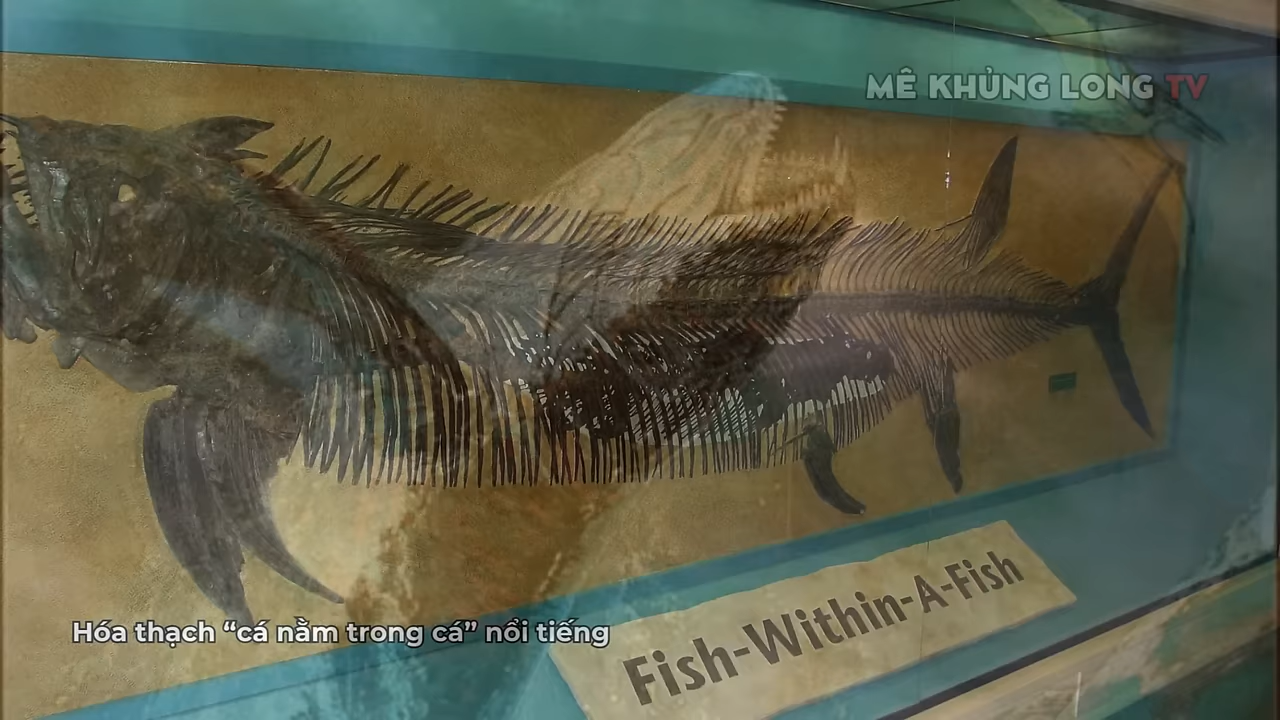 MÊ KHỦNG LONG TV
Hóa thạch “cá nằm trong cá” nổi tiếng
Fish-Within-A-Fish